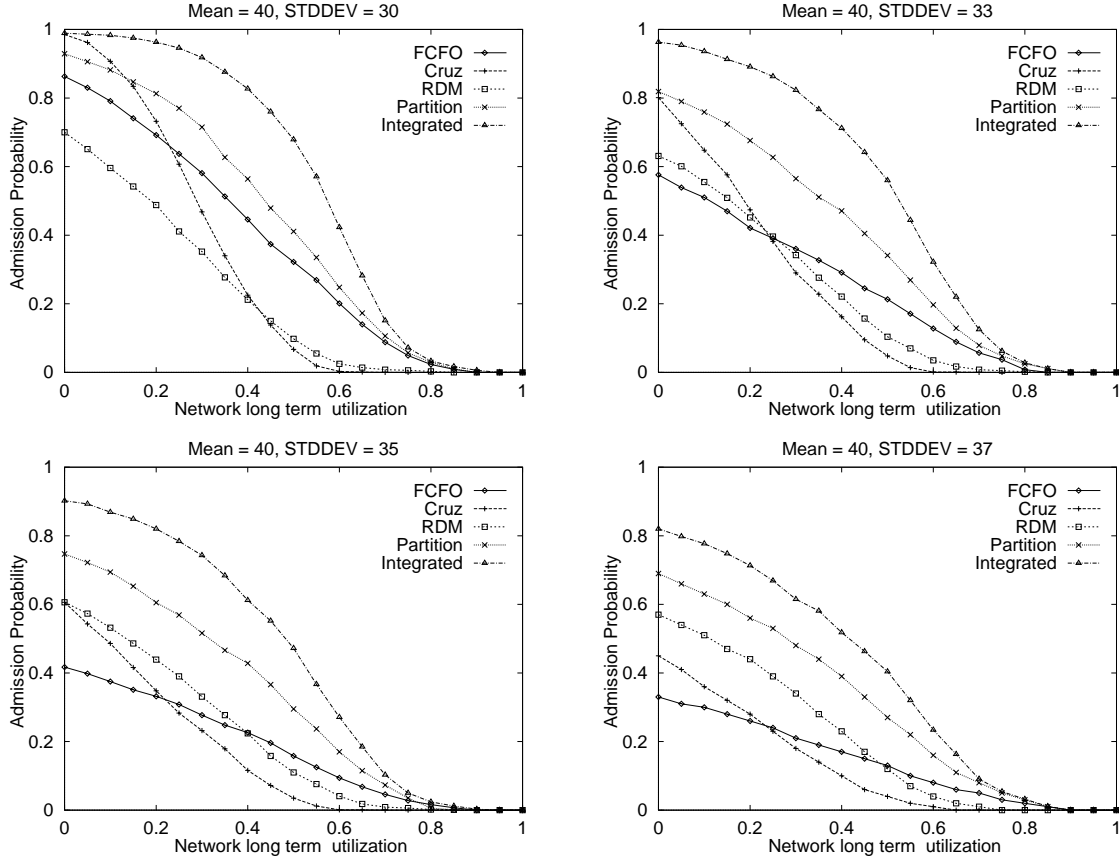 Mean = 40, STDDEV = 30
1
0.8
0.6
0.4
0.2
0
Admission Probability
FCFO
Cruz
RDM
Partition
Integrated
0 0.2 0.4 0.6 0.8 1
Network long term utilization
Mean = 40, STDDEV = 33
1
0.8
0.6
0.4
0.2
0
Admission Probability
FCFO
Cruz
RDM
Partition
Integrated
0 0.2 0.4 0.6 0.8 1
Network long term utilization
Mean = 40, STDDEV = 35
1
0.8
0.6
0.4
0.2
0
Admission Probability
FCFO
Cruz
RDM
Partition
Integrated
0 0.2 0.4 0.6 0.8 1
Network long term utilization
Mean = 40, STDDEV = 37
1
0.8
0.6
0.4
0.2
0
Admission Probability
FCFO
Cruz
RDM
Partition
Integrated
0 0.2 0.4 0.6 0.8 1
Network long term utilization